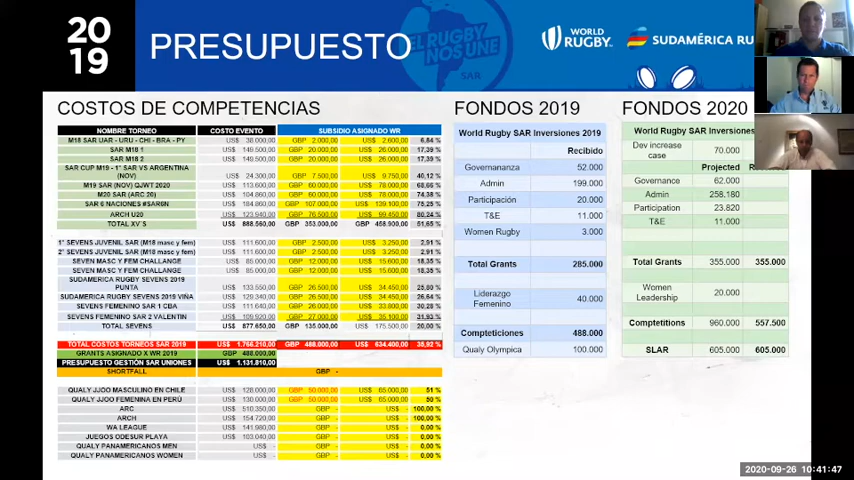 20
19
PRESUPUESTO
EL RUGBY
NOS UNE
SAR
WORLD
RUGBY
SUDAMÉRICA RU
COSTOS DE COMPETENCIAS
NOMBRE TORNEO COSTO EVENTO SUBSIDIO ASIGNADO WR
M18 SAR UAR - URU - CHI - BRA - PY US$ 38.000,00 GBP 2.000,00 US$ 2.600,00 6,84 %
SAR M18 1 US$ 149.500,00 GBP 20.000,00 US$ 26.000,00 17,39 %
SAR M18 2 US$ 149.500,00 GBP 20.000,00 US$ 26.000,00 17,39 %
SAR CUP M19 - 1° SAR VS ARGENTINA
(NOV) US$ 24.300,00 GBP 7.500,00 US$ 9.750,00 40,12 %
M19 SAR (NOV) QJWT 2020 US$ 113.600,00 GBP 60.000,00 US$ 78.000,00 68,66 %
M20 SAR (ARC 20) US$ 104.860,00 GBP 60.000,00 US$ 78.000,00 74,38 %
SAR 6 NACIONES #SAR6N US$ 184.860,00 GBP 107.000,00 US$ 139.100,00 75,25 %
ARCH U20 US$ 123.940,00 GBP 76.500,00 US$ 99.450,00 80,24 %
TOTAL XV´S US$ 888.560,00 GBP 353.000,00 US$ 458.900,00 51,65 %
1° SEVENS JUVENIL SAR (M18 masc y fem) US$ 111.600,00 GBP 2.500,00 US$ 3.250,00 2,91 %
2° SEVENS JUVENIL SAR (M18 masc y fem) US$ 111.600,00 GBP 2.500,00 US$ 3.250,00 2,91 %
SEVEN MASC Y FEM CHALLANGE US$ 85.000,00 GBP 12.000,00 US$ 15.600,00 18,35 %
SEVEN MASC Y FEM CHALLANGE US$ 85.000,00 GBP 12.000,00 US$ 15.600,00 18,35 %
SUDAMERICA RUGBY SEVENS 2019
PUNTA US$ 133.550,00 GBP 26.500,00 US$ 34.450,00 25,80 %
SUDAMERICA RUGBY SEVENS 2019 VIÑA US$ 129.340,00 GBP 26.500,00 US$ 34.450,00 26,64 %
SEVENS FEMENINO SAR 1 CBA US$ 111.640,00 GBP 26.000,00 US$ 33.800,00 30,28 %
SEVENS FEMENINO SAR 2 VALENTIN US$ 109.920,00 GBP 27.000,00 US$ 35.100,00 31,93 %
TOTAL SEVENS US$ 877.650,00 GBP 135.000,00 US$ 175.500,00 20,00 %
TOTAL COSTOS TORNEOS SAR 2019 US$ 1.766.210,00 GBP 488.000,00 US$ 634.400,00 35,92 %
GRANTS ASIGNADO X WR 2019 GBP 488.000,00
PRESUPUESTO GESTIÓN SAR UNIONES US$ 1.131.810,00
SHORTFALL GBP -
QUALY JJOO MASCULINO EN CHILE US$ 128.000,00 GBP 50.000,00 US$ 65.000,00 51 %
QUALY JJOO FEMENINA EN PERÚ US$ 130.000,00 GBP 50.000,00 US$ 65.000,00 50 %
ARC US$ 510.350,00 GBP - US$ - 100,00 %
ARCH US$ 154.720,00 GBP - US$ - 100,00 %
WA LEAGUE US$ 141.980,00 GBP - US$ - 0,00 %
JUEGOS ODESUR PLAYA US$ 103.040,00 GBP - US$ - 0,00 %
QUALY PANAMERICANOS MEN US$ - GBP - US$ - 0,00 %
QUALY PANAMERICANOS WOMEN US$ - GBP - US$ - 0,00 %
FONDOS 2019
World Rugby SAR Inversiones 2019
Recibido
Governananza 52.000
Admin 199.000
Participación 20.000
T&E 11.000
Women Rugby 3.000
Total Grants 285.000
Liderazgo
Femenino 40.000
Compteticiones 488.000
Qualy Olympica 100.000
FONDOS 2020
World Rugby SAR Inversiones
Dev increase
case 70.000
Projected
Governance 62.000
Admin 258.180
Participation 23.820
T&E 11.000
Total Grants 355.000 355.000
Women
Leadership 20.000
Comptetitions 960.000 557.500
SLAR 605.000 605.000
2020-09-26 10:41:47